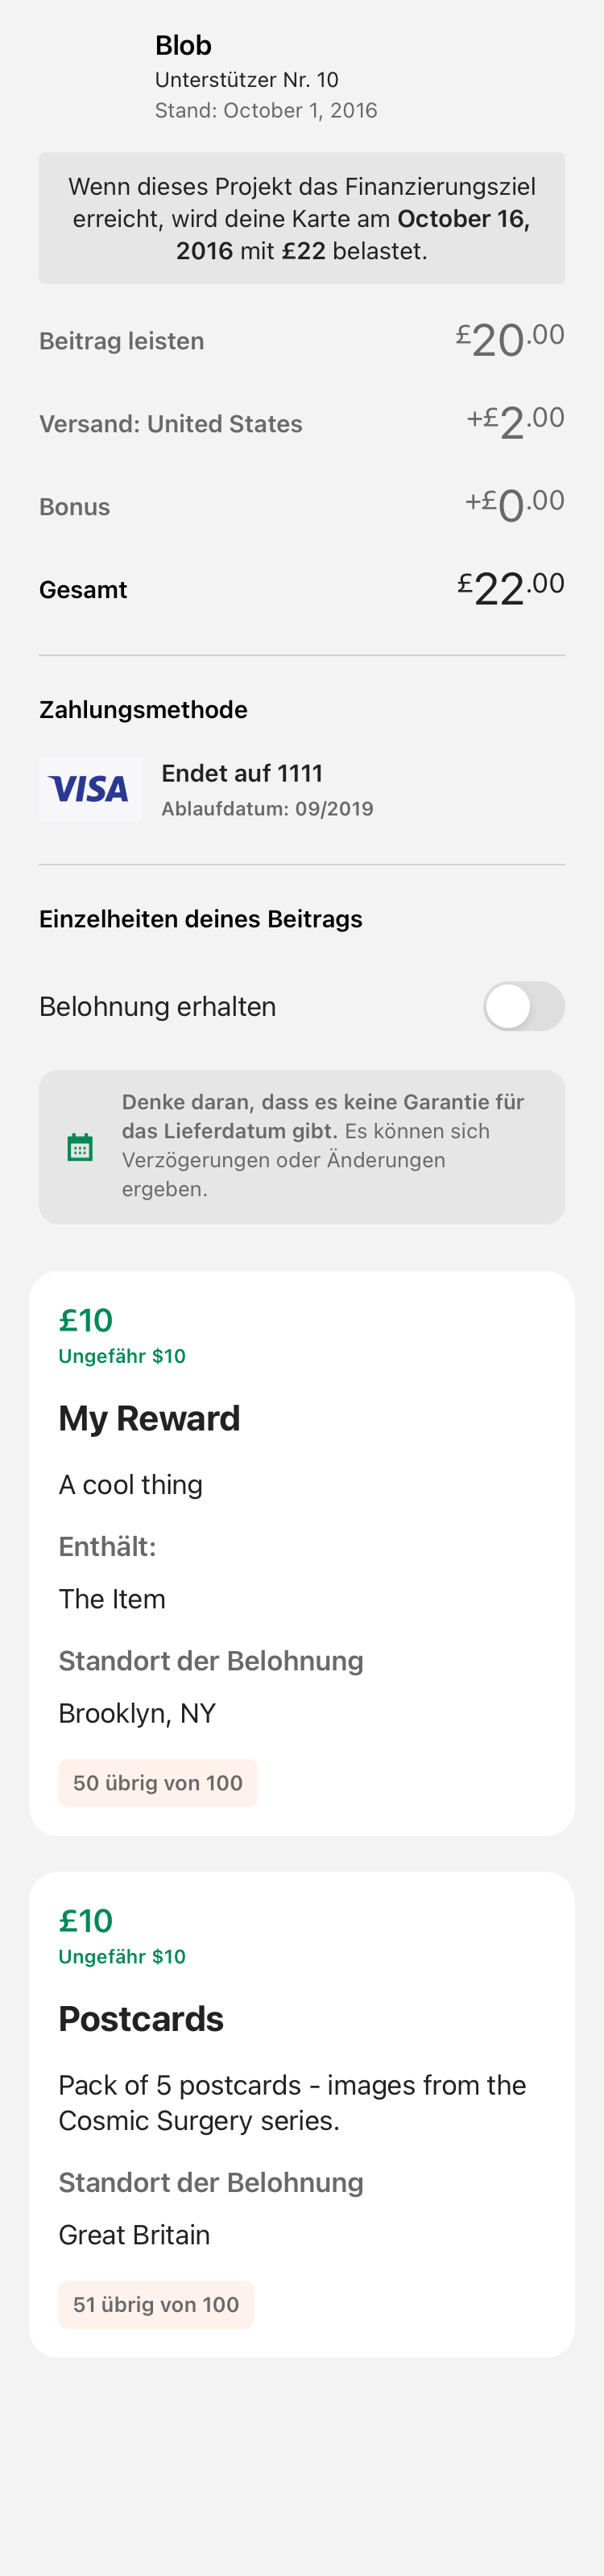 Blob
Unterstützer Nr. 10
Stand: October 1, 2016
Wenn dieses Projekt das Finanzierungsziel
erreicht, wird deine Karte am October 16,
2016 mit £22 belastet.
Beitrag leisten £20.00
Versand: United States +£2.00
Bonus +£0.00
Gesamt £22.00
Zahlungsmethode
VISA
Endet auf 1111
Ablaufdatum: 09/2019
Einzelheiten deines Beitrags
Belohnung erhalten
Denke daran, dass es keine Garantie für
das Lieferdatum gibt. Es können sich
Verzögerungen oder Änderungen
ergeben.
£10
Ungefähr $10
My Reward
A cool thing
Enthält:
The Item
Standort der Belohnung
Brooklyn, NY
50 übrig von 100
£10
Ungefähr $10
Postcards
Pack of 5 postcards - images from the
Cosmic Surgery series.
Standort der Belohnung
Great Britain
51 übrig von 100